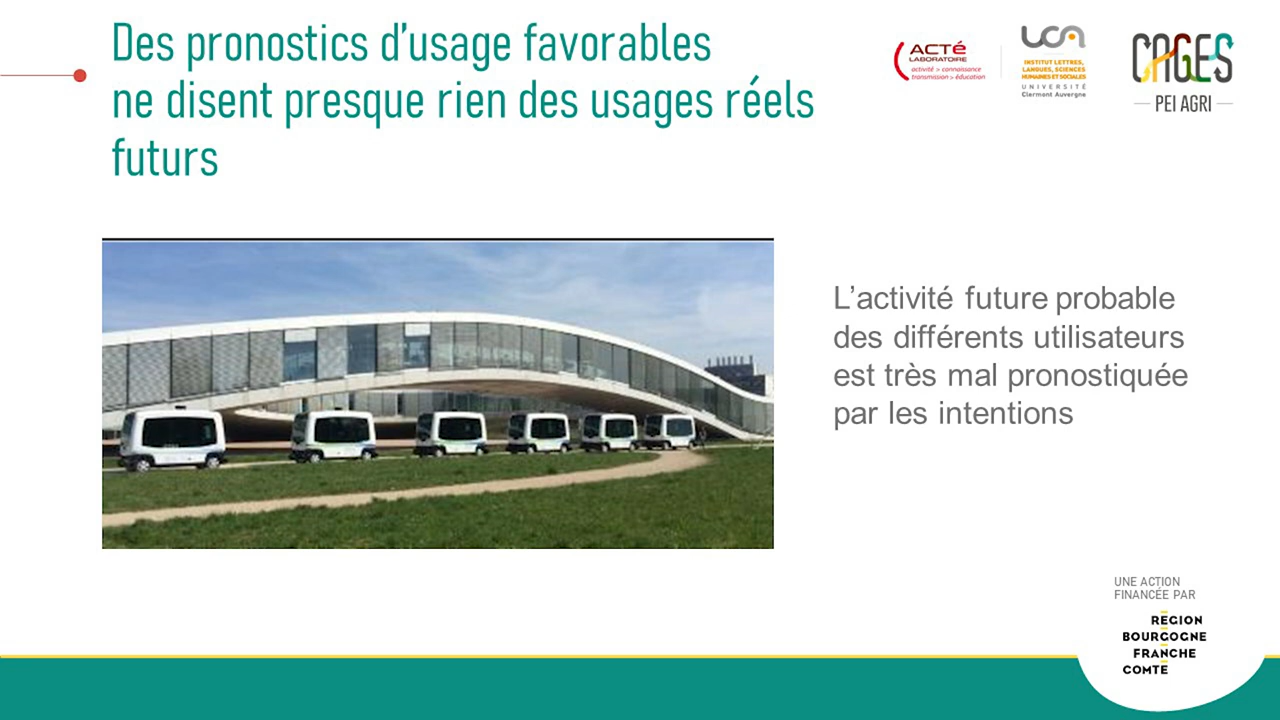 Des pronostics d’usage favorables
ne disent presque rien des usages réels
futurs
ACTé
LABORATOIRE
activité > connaissance
transmission > éducation
uca
INSTITUT LETTRES,
LANGUES, SCIENCES
HUMAINES ET SOCIALES
UNIVERSITÉ
Clermont Auvergne
CAGES
PEI AGRI
L’activité future probable
des différents utilisateurs
est très mal pronostiquée
par les intentions
UNE ACTION
FINANCÉE PAR
RÉGION
BOURGOGNE
FRANCHE
COMTÉ